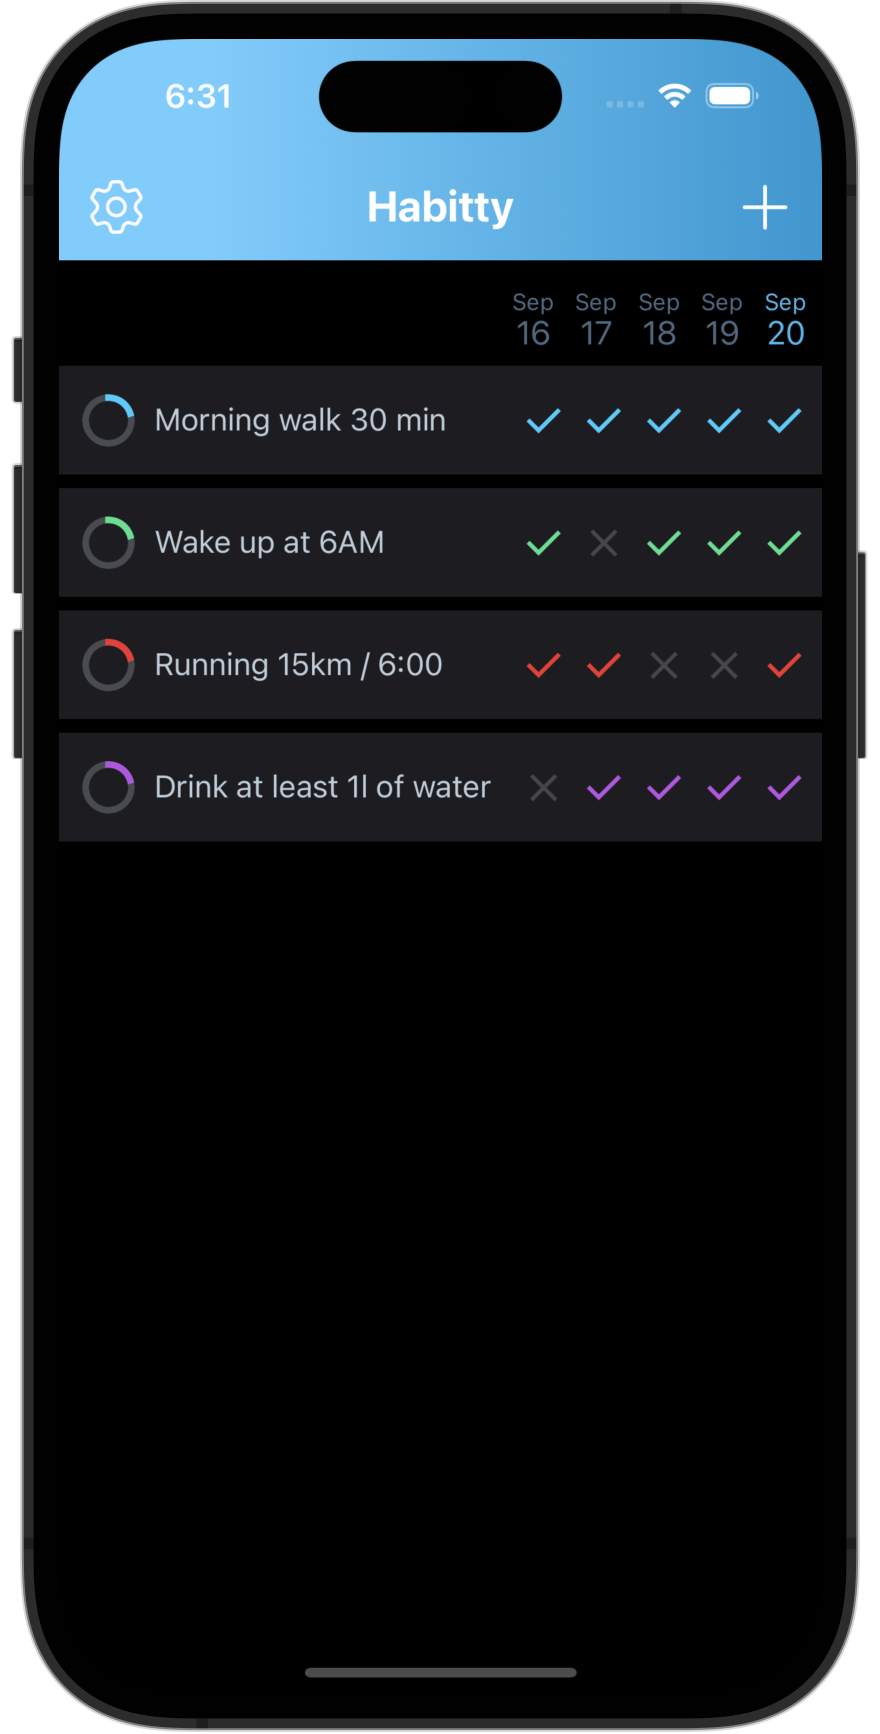 6:31
Habitty
Sep Sep Sep Sep Sep
16 17 18 19 20
Morning walk 30 min
Wake up at 6AM
Running 15km / 6:00
Drink at least 1l of water